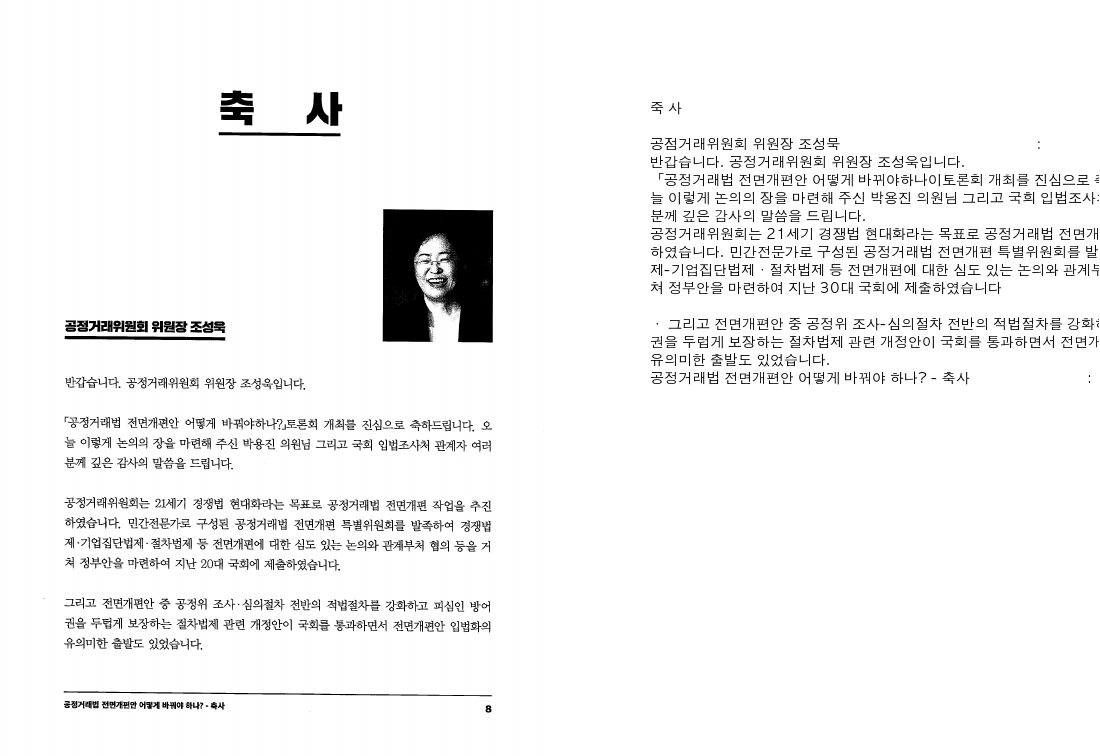 축 사
공정거래위원회 위원장 조성욱
반갑습니다. 공정거래위원회 위원장 조성욱입니다.
「공정거래법 전면개편안 어떻게 바꿔야하나?」토론회 개최를 진심으로 축하드립니다. 오
늘 이렇게 논의의 장을 마련해 주신 박용진 의원님 그리고 국회 입법조사처 관계자 여러
분께 깊은 감사의 말씀을 드립니다.
공정거래위원회는 21세기 경쟁법 현대화라는 목표로 공정거래법 전면개편 작업을 추진
하였습니다. 민간전문가로 구성된 공정거래법 전면개편 특별위원회를 발족하여 경쟁법
제·기업집단법제·절차법제 등 전면개편에 대한 심도 있는 논의와 관계부처 협의 등을 거
쳐 정부안을 마련하여 지난 20대 국회에 제출하였습니다.
그리고 전면개편안 중 공정위 조사·심의절차 전반의 적법절차를 강화하고 피심인 방어
권을 두텁게 보장하는 절차법제 관련 개정안이 국회를 통과하면서 전면개편안 입법화의
유의미한 출발도 있었습니다.
공정거래법 전면개편안 어떻게 바꿔야 하나? - 축사
8
죽 사
공점거래위원회 위원장 조성묵 :
반갑습니다. 공정거래위원회 위원장 조성욱입니다.
「공정거래법 전면개편안 어떻게 바뀌야하나이토론회 개최를 진심으로
늘 이렇게 논의의 장을 마련해 주신 박용진 의원님 그리고 국회 입법조사
분께 깊은 감사의 말씀을 드립니다.
공정거래위원회는 21세기 경쟁법 현대화라는 목표로 공정거래법 전면개
하였습니다. 민간전문가로 구성된 공정거래법 전면개편 특별위원회를 발
제-기업집단법제 · 절차법제 등 전면개편에 대한 심도 있는 논의와 관계부
쳐 정부안을 마련하여 지난 30대 국회에 제출하였습니다
· 그리고 전면개편안 중 공정위 조사-심의절차 전반의 적법절차를 강화
권을 두럽게 보장하는 절차법제 관련 개정안이 국회를 통과하면서 전면개
유의미한 출발도 있었습니다.
공정거래법 전면개편안 어떻게 바꿔야 하나? - 축사 :